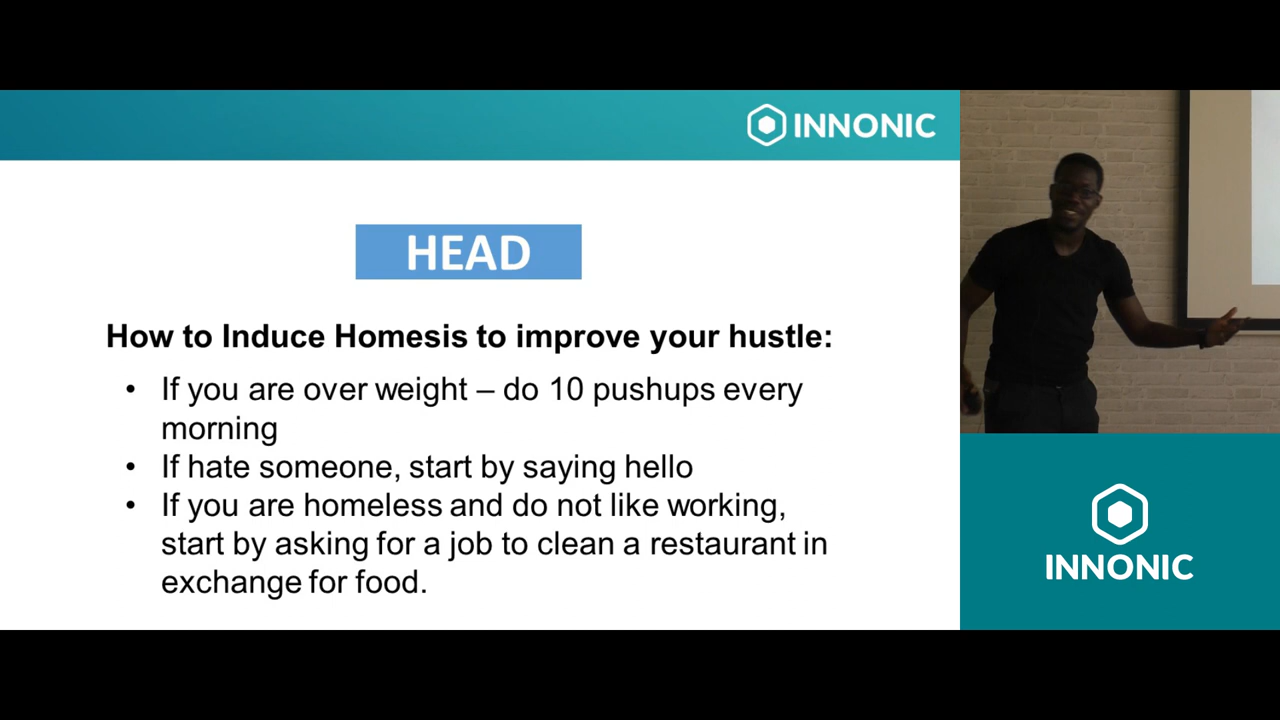 INNONIC
HEAD
How to Induce Homesis to improve your hustle:
• If you are over weight – do 10 pushups every
morning
• If hate someone, start by saying hello
• If you are homeless and do not like working,
start by asking for a job to clean a restaurant in
exchange for food.
INNONIC